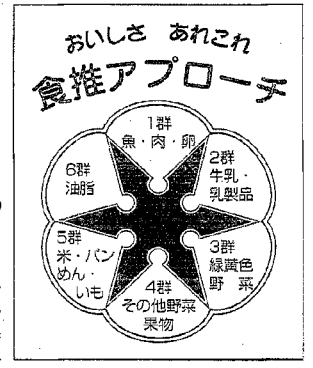 おいしさ あれこれ
食推アプローチ
1群
魚・肉・卵
2群
牛乳・
乳製品
3群
緑黄色
野菜
4群
その他野菜
果物
5群
米・パン
めん・
いも
6群
油脂